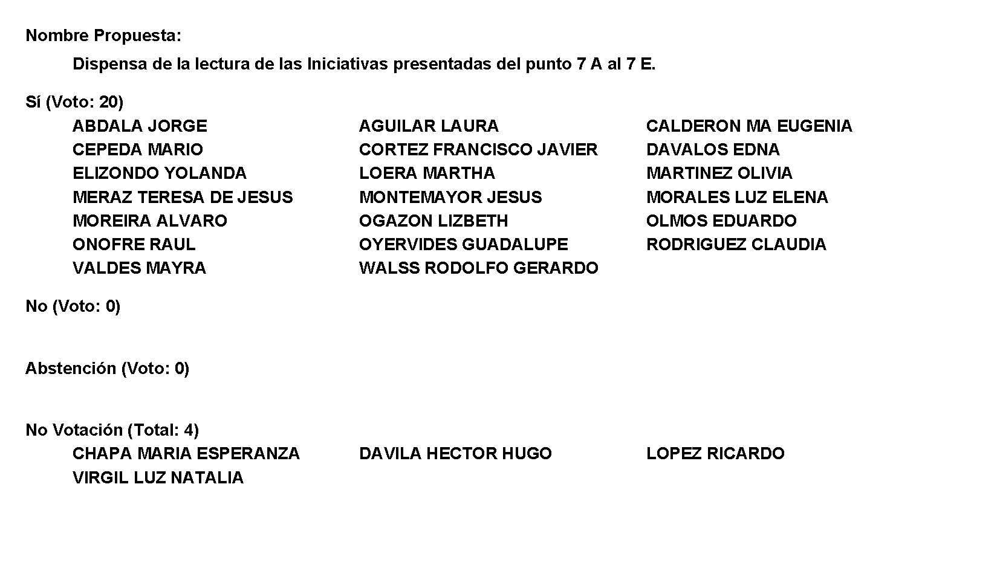 Nombre Propuesta:
Dispensa de la lectura de las Iniciativas presentadas del punto 7 A al 7 E.
Sí (Voto: 20)
ABDALA JORGE AGUILAR LAURA CALDERON MA EUGENIA
CEPEDA MARIO CORTEZ FRANCISCO JAVIER DAVALOS EDNA
ELIZONDO YOLANDA LOERA MARTHA MARTINEZ OLIVIA
MERAZ TERESA DE JESUS MONTEMAYOR JESUS MORALES LUZ ELENA
MOREIRA ALVARO OGAZON LIZBETH OLMOS EDUARDO
ONOFRE RAUL OYERVIDES GUADALUPE RODRIGUEZ CLAUDIA
VALDES MAYRA WALSS RODOLFO GERARDO
No (Voto: 0)
Abstención (Voto: 0)
No Votación (Total: 4)
CHAPA MARIA ESPERANZA DAVILA HECTOR HUGO LOPEZ RICARDO
VIRGIL LUZ NATALIA